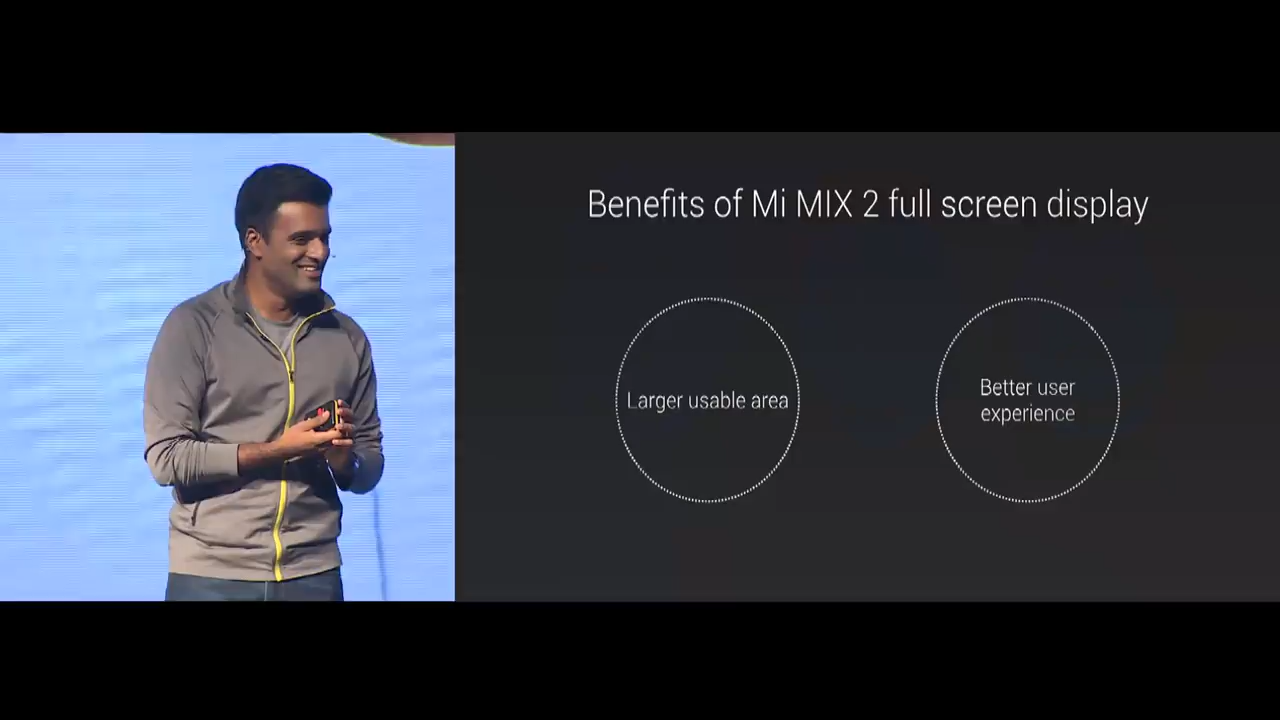 Benefits of Mi MIX 2 full screen display
Larger usable area
Better user
experience